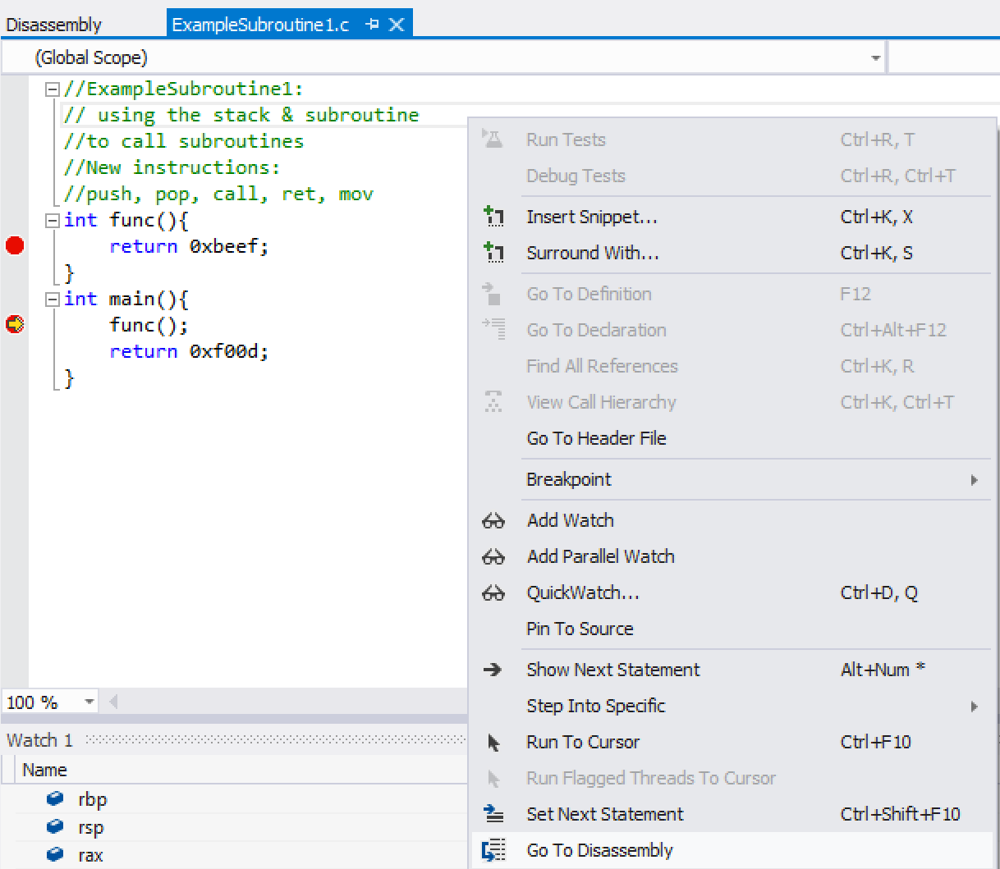 Disassembly
ExampleSubroutine1.c
(Global Scope)
//ExampleSubroutine1:
// using the stack & subroutine
//to call subroutines
//New instructions:
//push, pop, call, ret, mov
int func(){
return 0xbeef;
}
int main(){
func();
return 0xf00d;
}
100 %
Watch 1
Name
rbp
rsp
rax
Run Tests Ctrl+R, T
Debug Tests Ctrl+R, Ctrl+T
Insert Snippet... Ctrl+K, X
Surround With... Ctrl+K, S
Go To Definition F12
Go To Declaration Ctrl+Alt+F12
Find All References Ctrl+K, R
View Call Hierarchy Ctrl+K, Ctrl+T
Go To Header File
Breakpoint
Add Watch
Add Parallel Watch
QuickWatch... Ctrl+D, Q
Pin To Source
Show Next Statement Alt+Num *
Step Into Specific
Run To Cursor Ctrl+F10
Run Flagged Threads To Cursor
Set Next Statement Ctrl+Shift+F10
Go To Disassembly